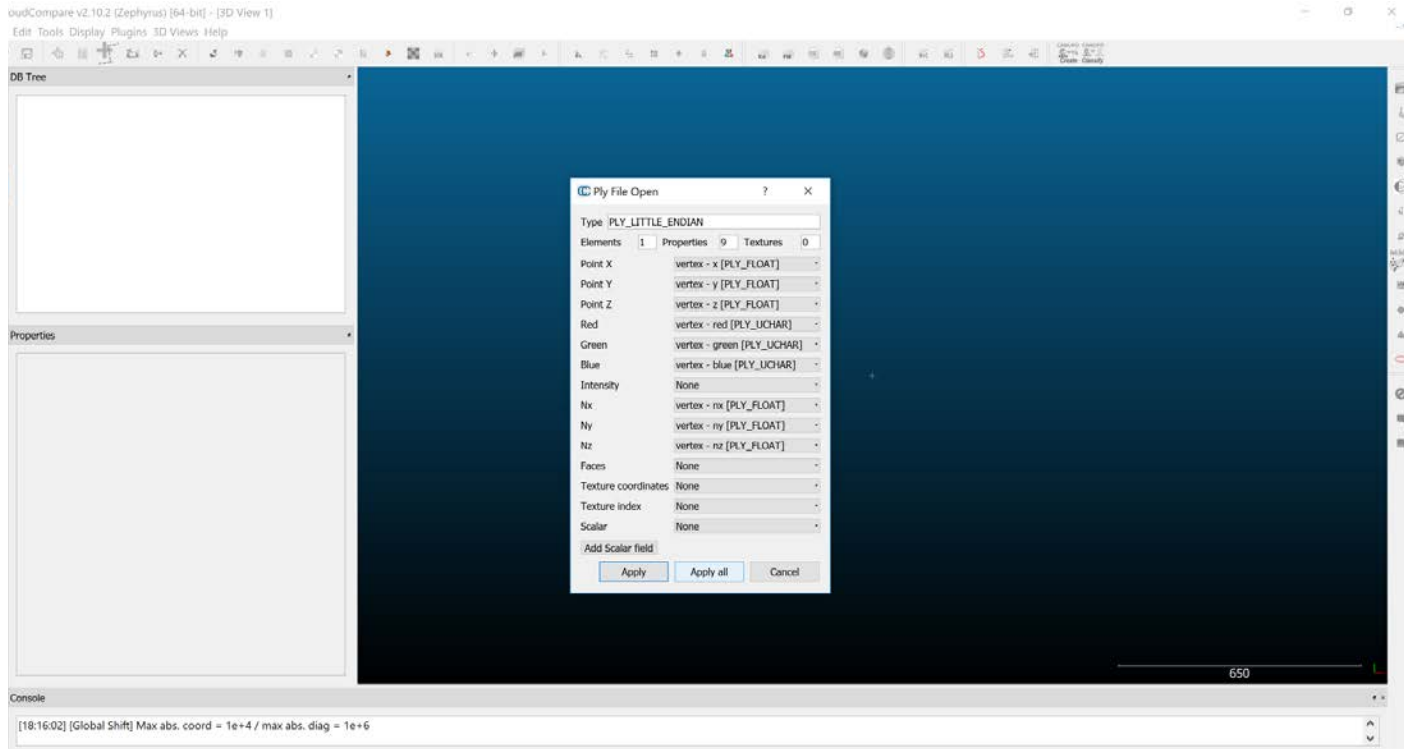 oudCompare v2.10.2 (Zephyrus) [64-bit] - [3D View 1]
Edit Tools Display Plugins 3D Views Help
DB Tree
Properties
Ply File Open ? ×
Type PLY_LITTLE_ENDIAN
Elements 1 Properties 9 Textures 0
Point X vertex - x [PLY_FLOAT]
Point Y vertex - y [PLY_FLOAT]
Point Z vertex - z [PLY_FLOAT]
Red vertex - red [PLY_UCHAR]
Green vertex - green [PLY_UCHAR]
Blue vertex - blue [PLY_UCHAR]
Intensity None
Nx vertex - nx [PLY_FLOAT]
Ny vertex - ny [PLY_FLOAT]
Nz vertex - nz [PLY_FLOAT]
Faces None
Texture coordinates None
Texture index None
Scalar None
Add Scalar field
Apply Apply all Cancel
650
Console
[18:16:02] [Global Shift] Max abs. coord = 1e+4 / max abs. diag = 1e+6